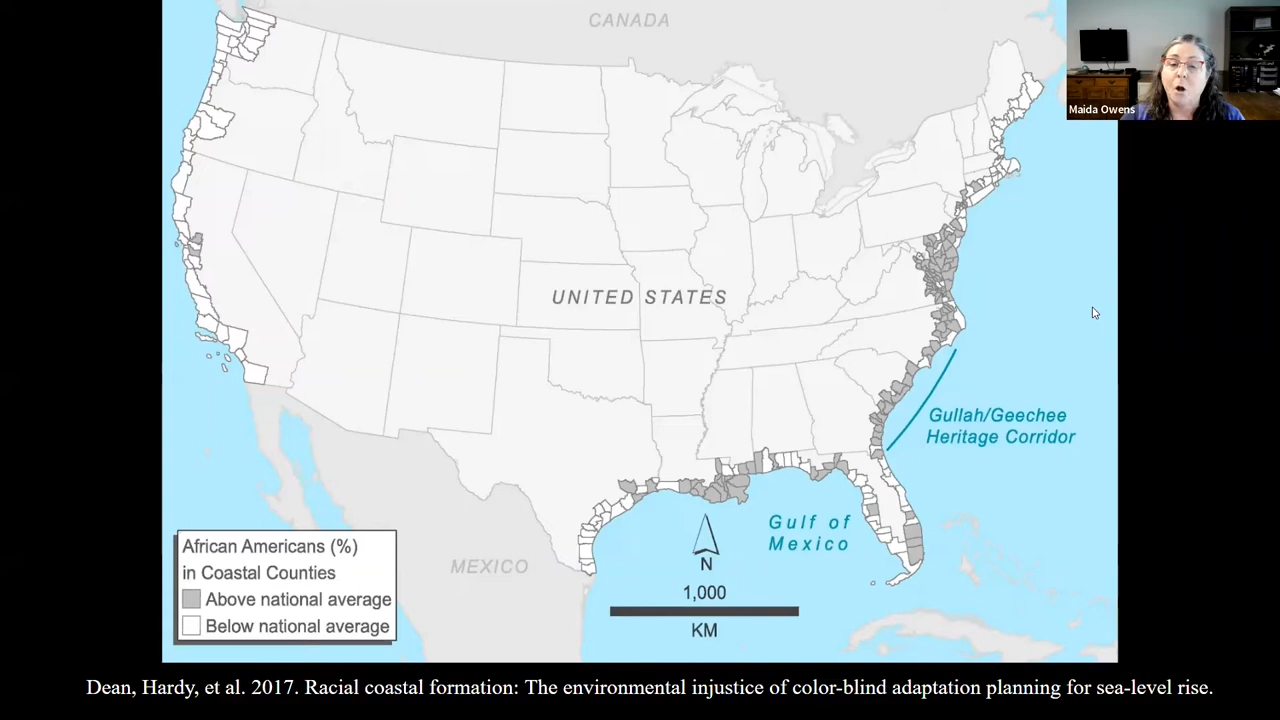 CANADA
Maida Owens
UNITED STATES
Gullah/Geechee
Heritage Corridor
Gulf of
Mexico
MEXICO
N
1,000
KM
African Americans (%)
in Coastal Counties
Above national average
Below national average
Dean, Hardy, et al. 2017. Racial coastal formation: The environmental injustice of color-blind adaptation planning for sea-level rise.